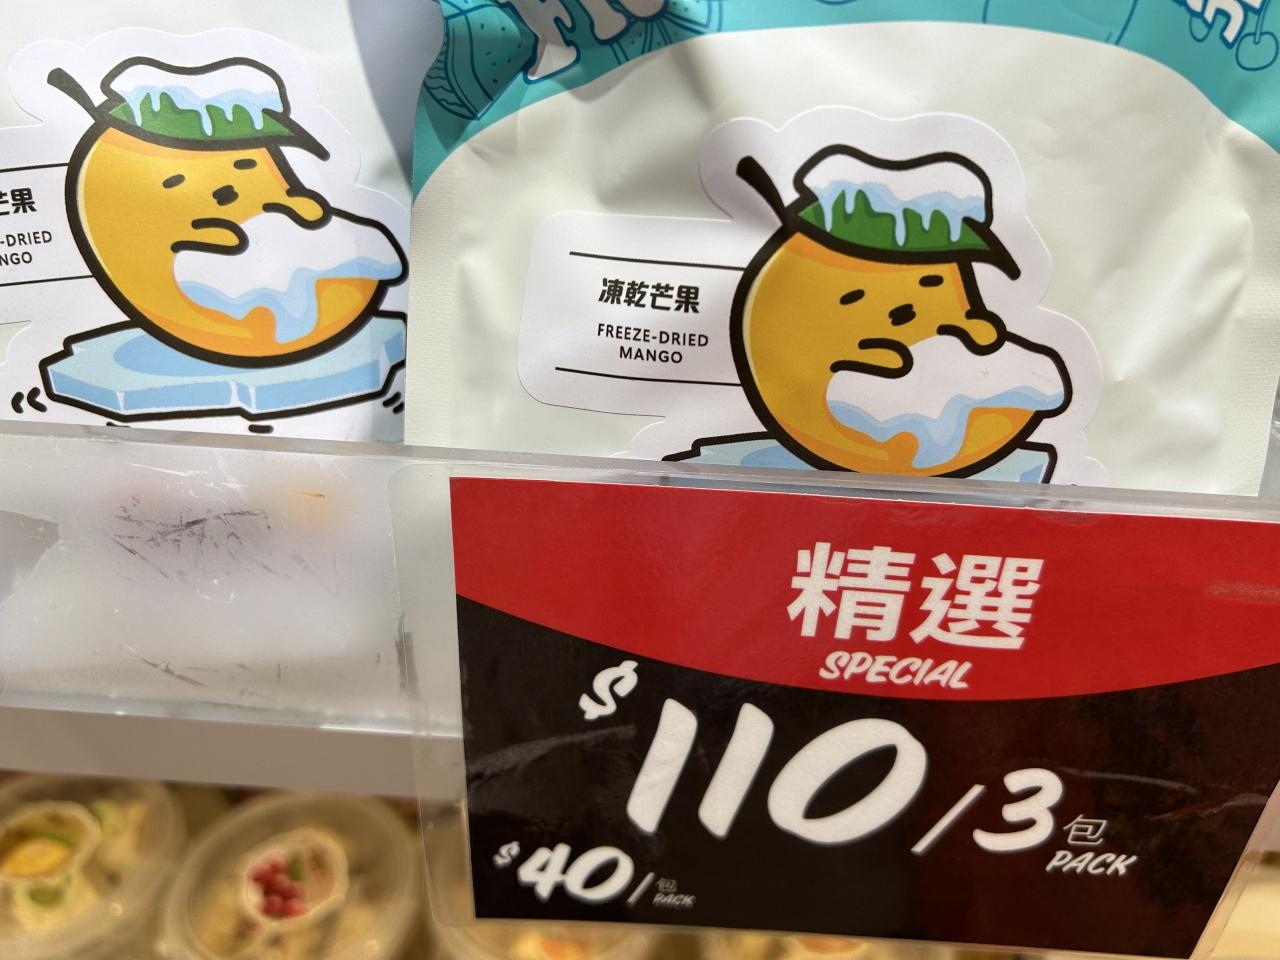 芒果
-DRIED
NGO
凍乾芒果
FREEZE-DRIED
MANGO
精選
SPECIAL
$110/3包
PACK
$40/包
PACK